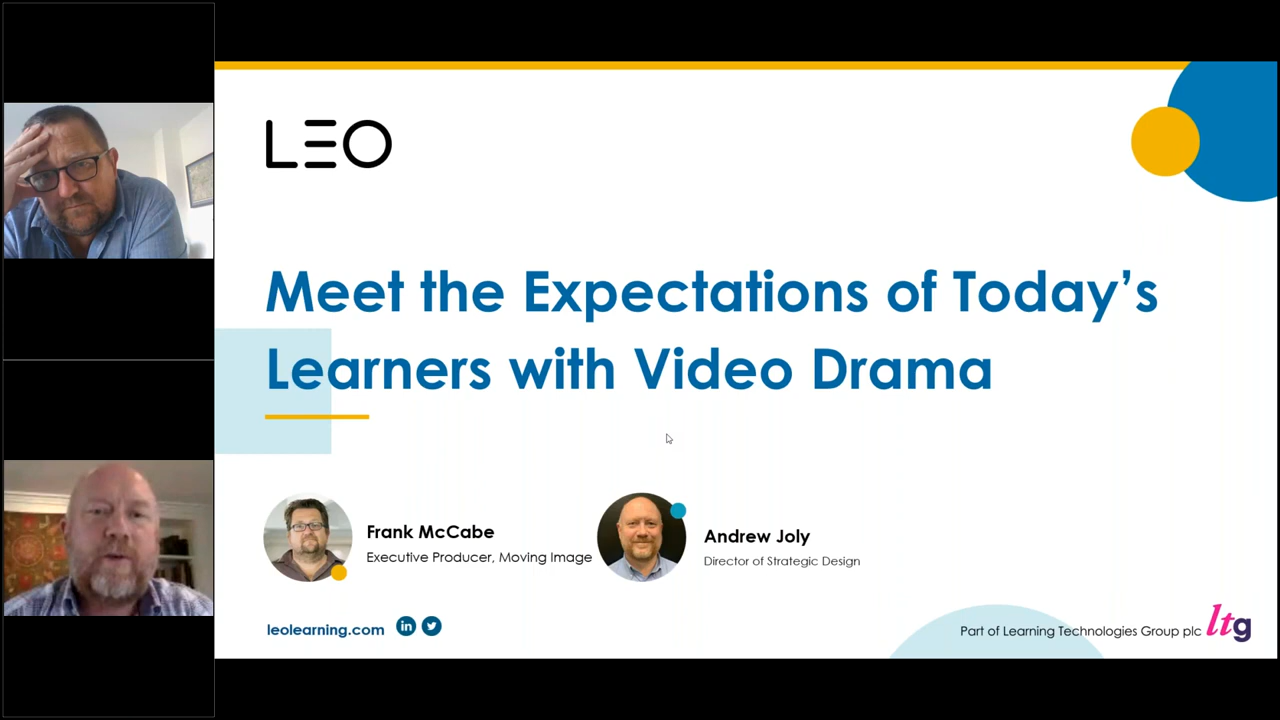 LEO
Meet the Expectations of Today’s
Learners with Video Drama
Frank McCabe
Executive Producer, Moving Image
Andrew Joly
Director of Strategic Design
leolearning.com in
Part of Learning Technologies Group plc ltg